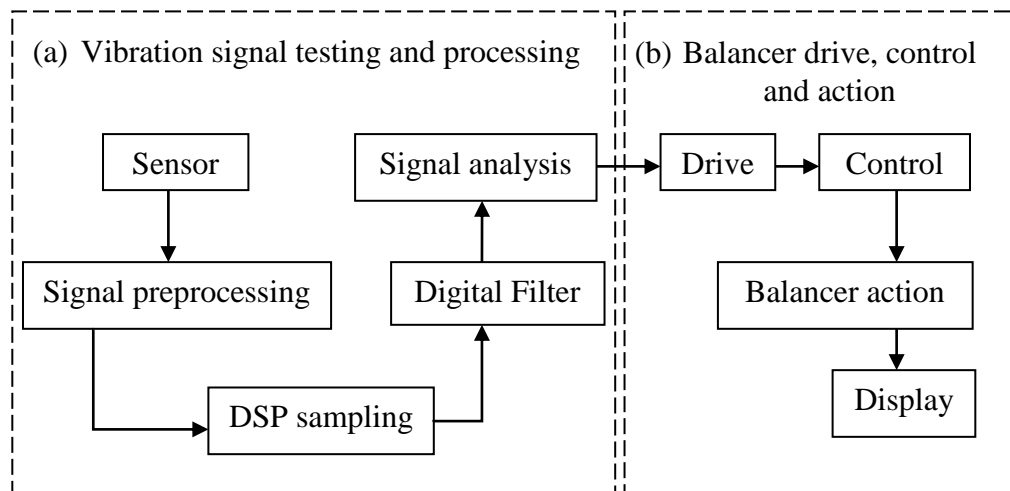 (a) Vibration signal testing and processing
Sensor
Signal preprocessing
DSP sampling
Digital Filter
Signal analysis
(b) Balancer drive, control
and action
Drive
Control
Balancer action
Display